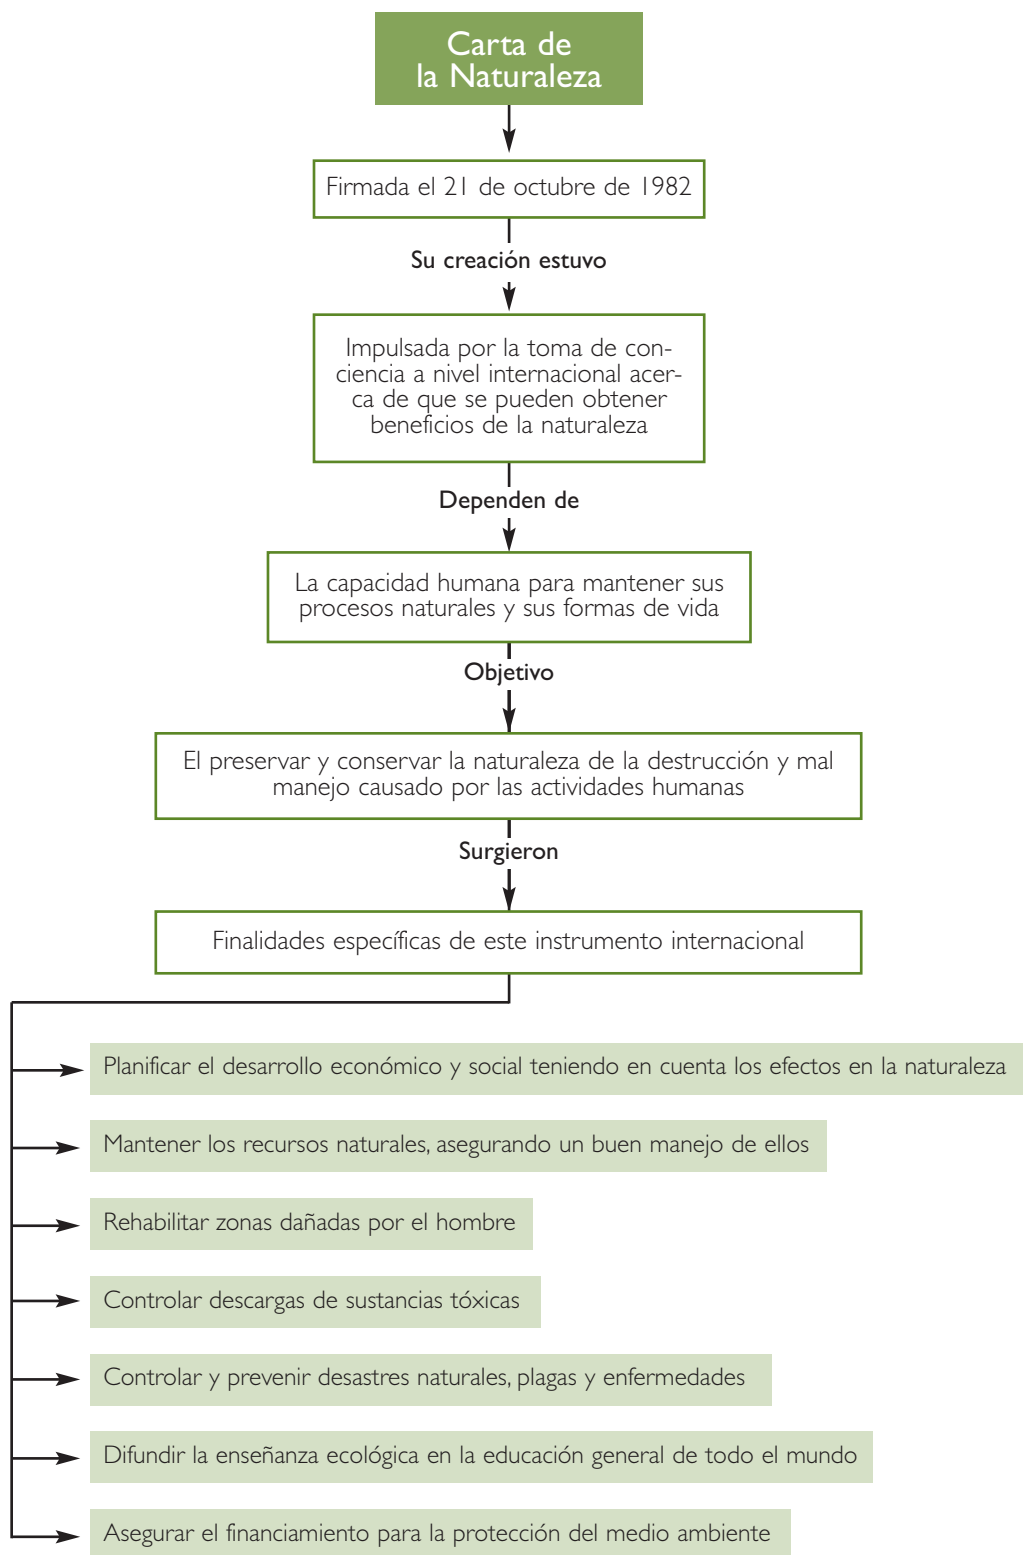 Carta de
la Naturaleza
Firmada el 21 de octubre de 1982
Su creación estuvo
Impulsada por la toma de con-
ciencia a nivel internacional acer-
ca de que se pueden obtener
beneficios de la naturaleza
Dependen de
La capacidad humana para mantener sus
procesos naturales y sus formas de vida
Objetivo
El preservar y conservar la naturaleza de la destrucción y mal
manejo causado por las actividades humanas
Surgieron
Finalidades específicas de este instrumento internacional
Planificar el desarrollo económico y social teniendo en cuenta los efectos en la naturaleza
Mantener los recursos naturales, asegurando un buen manejo de ellos
Rehabilitar zonas dañadas por el hombre
Controlar descargas de sustancias tóxicas
Controlar y prevenir desastres naturales, plagas y enfermedades
Difundir la enseñanza ecológica en la educación general de todo el mundo
Asegurar el financiamiento para la protección del medio ambiente